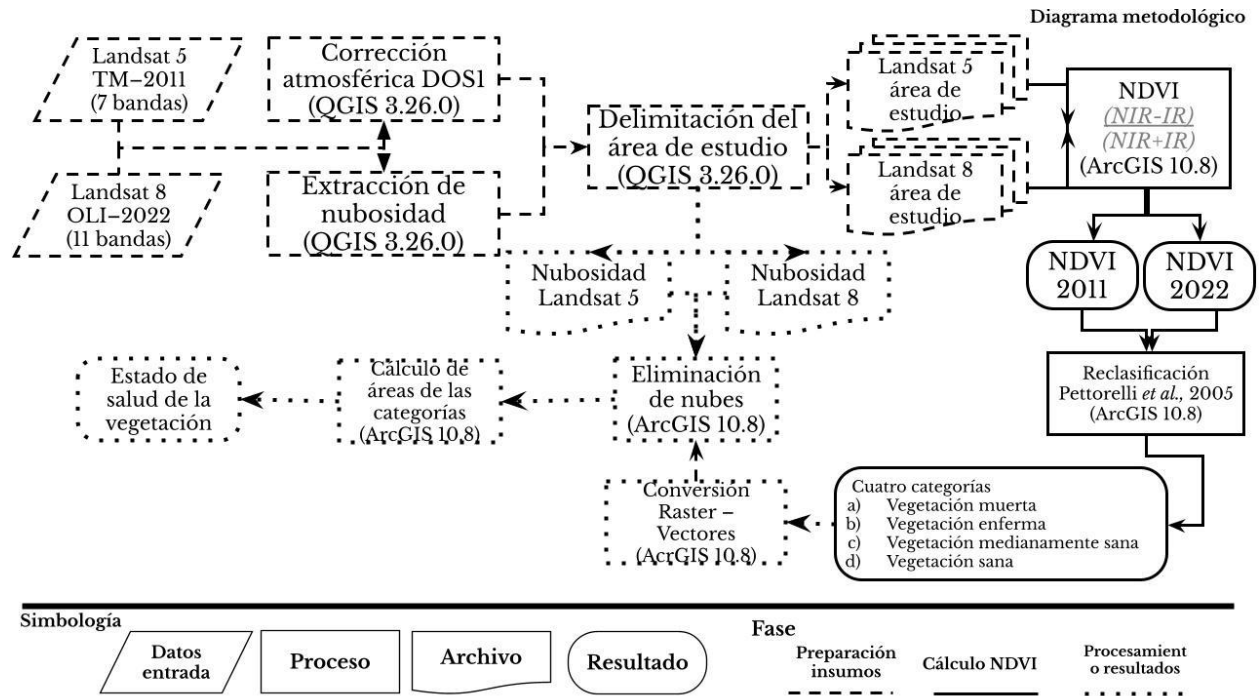 Diagrama metodológico
Landsat 5
TM–2011
(7 bandas)
Corrección
atmosférica DOS1
(QGIS 3.26.0)
Landsat 8
OLI–2022
(11 bandas)
Extracción de
nubosidad
(QGIS 3.26.0)
Delimitación del
área de estudio
(QGIS 3.26.0)
Landsat 5
área de
estudio
Landsat 8
área de
estudio
NDVI
(NIR-IR)
(NIR+IR)
(ArcGIS 10.8)
NDVI
2011
NDVI
2022
Nubosidad
Landsat 5
Nubosidad
Landsat 8
Reclasificación
Pettorelli et al., 2005
(ArcGIS 10.8)
Estado de
salud de la
vegetación
Cálculo de
áreas de las
categorías
(ArcGIS 10.8)
Eliminación
de nubes
(ArcGIS 10.8)
Conversión
Raster –
Vectores
(AcrGIS 10.8)
Cuatro categorías
a) Vegetación muerta
b) Vegetación enferma
c) Vegetación medianamente sana
d) Vegetación sana
Simbología
Datos
entrada
Proceso
Archivo
Resultado
Fase
Preparación
insumos
Cálculo NDVI
Procesamient
o resultados